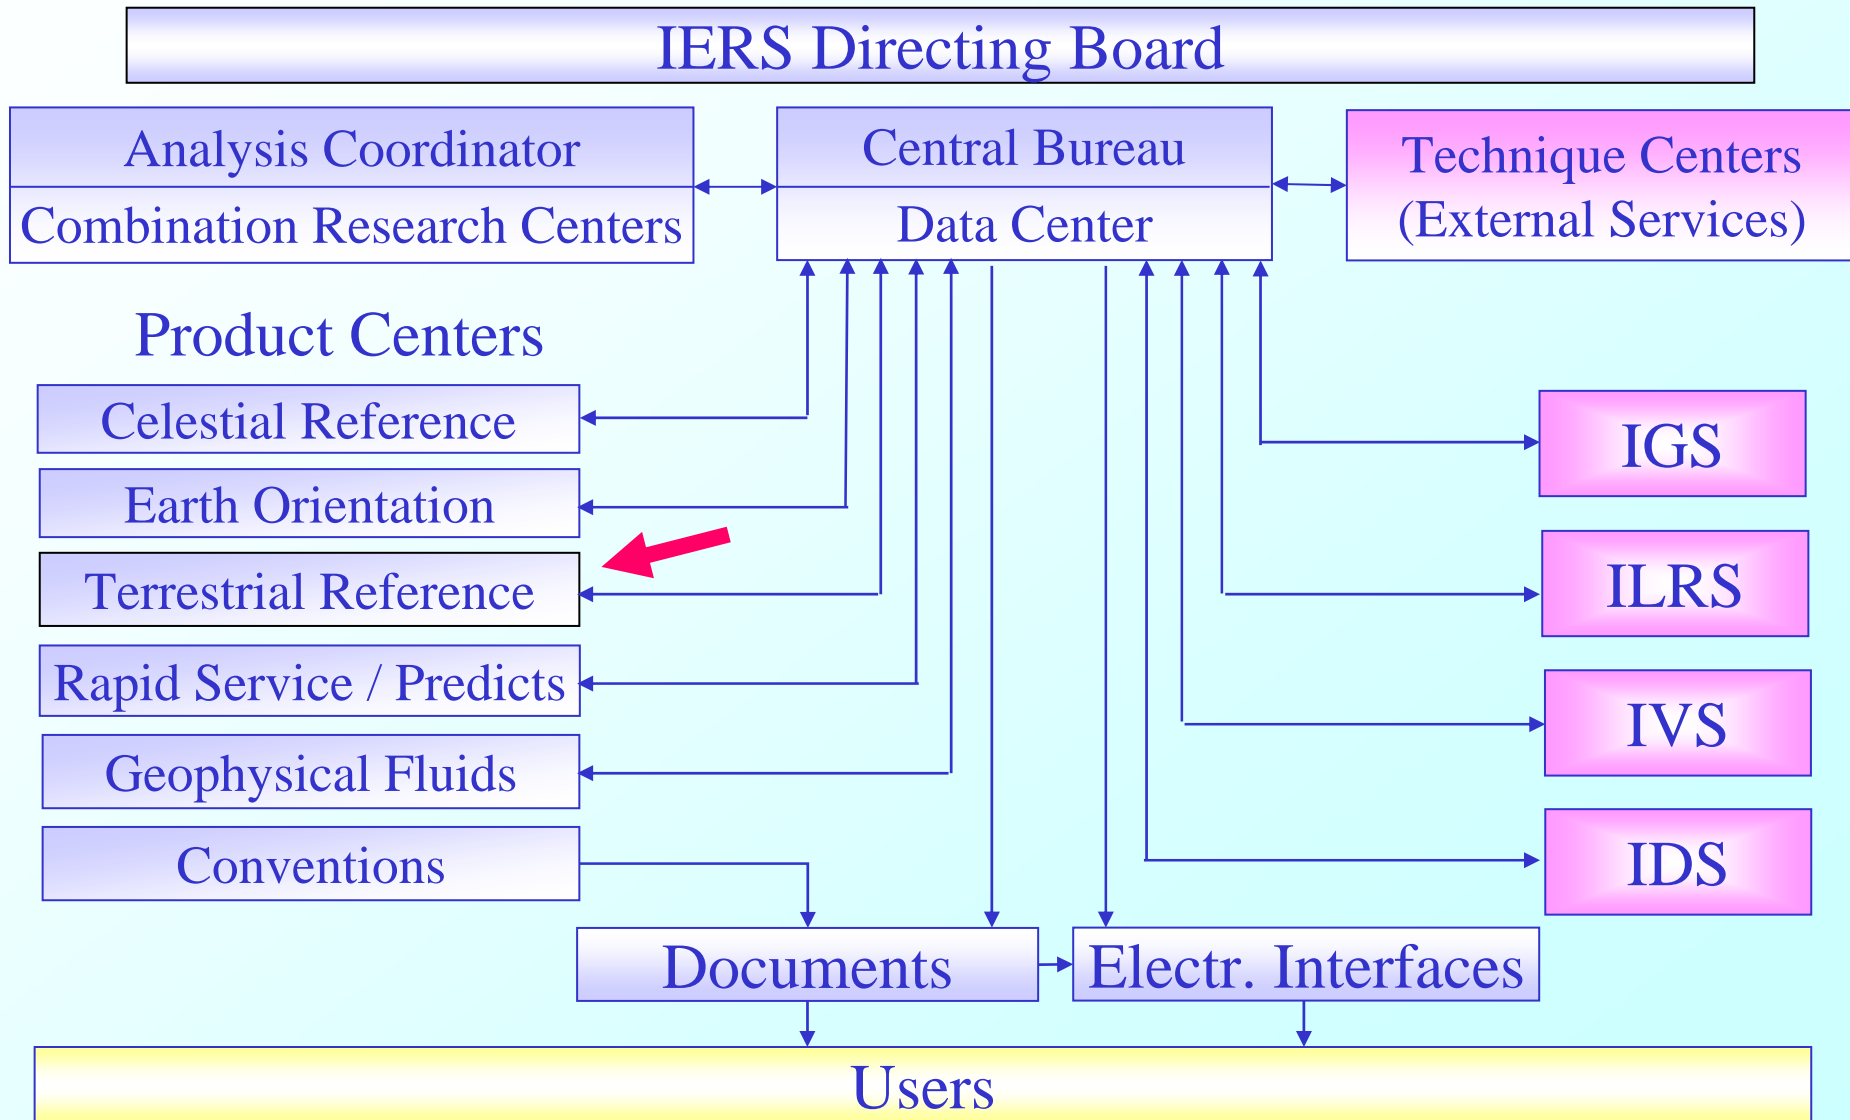 IERS Directing Board
Analysis Coordinator
Combination Research Centers
Central Bureau
Data Center
Technique Centers
(External Services)
Product Centers
Celestial Reference
Earth Orientation
Terrestrial Reference
Rapid Service / Predicts
Geophysical Fluids
Conventions
IGS
ILRS
IVS
IDS
Documents
Electr. Interfaces
Users